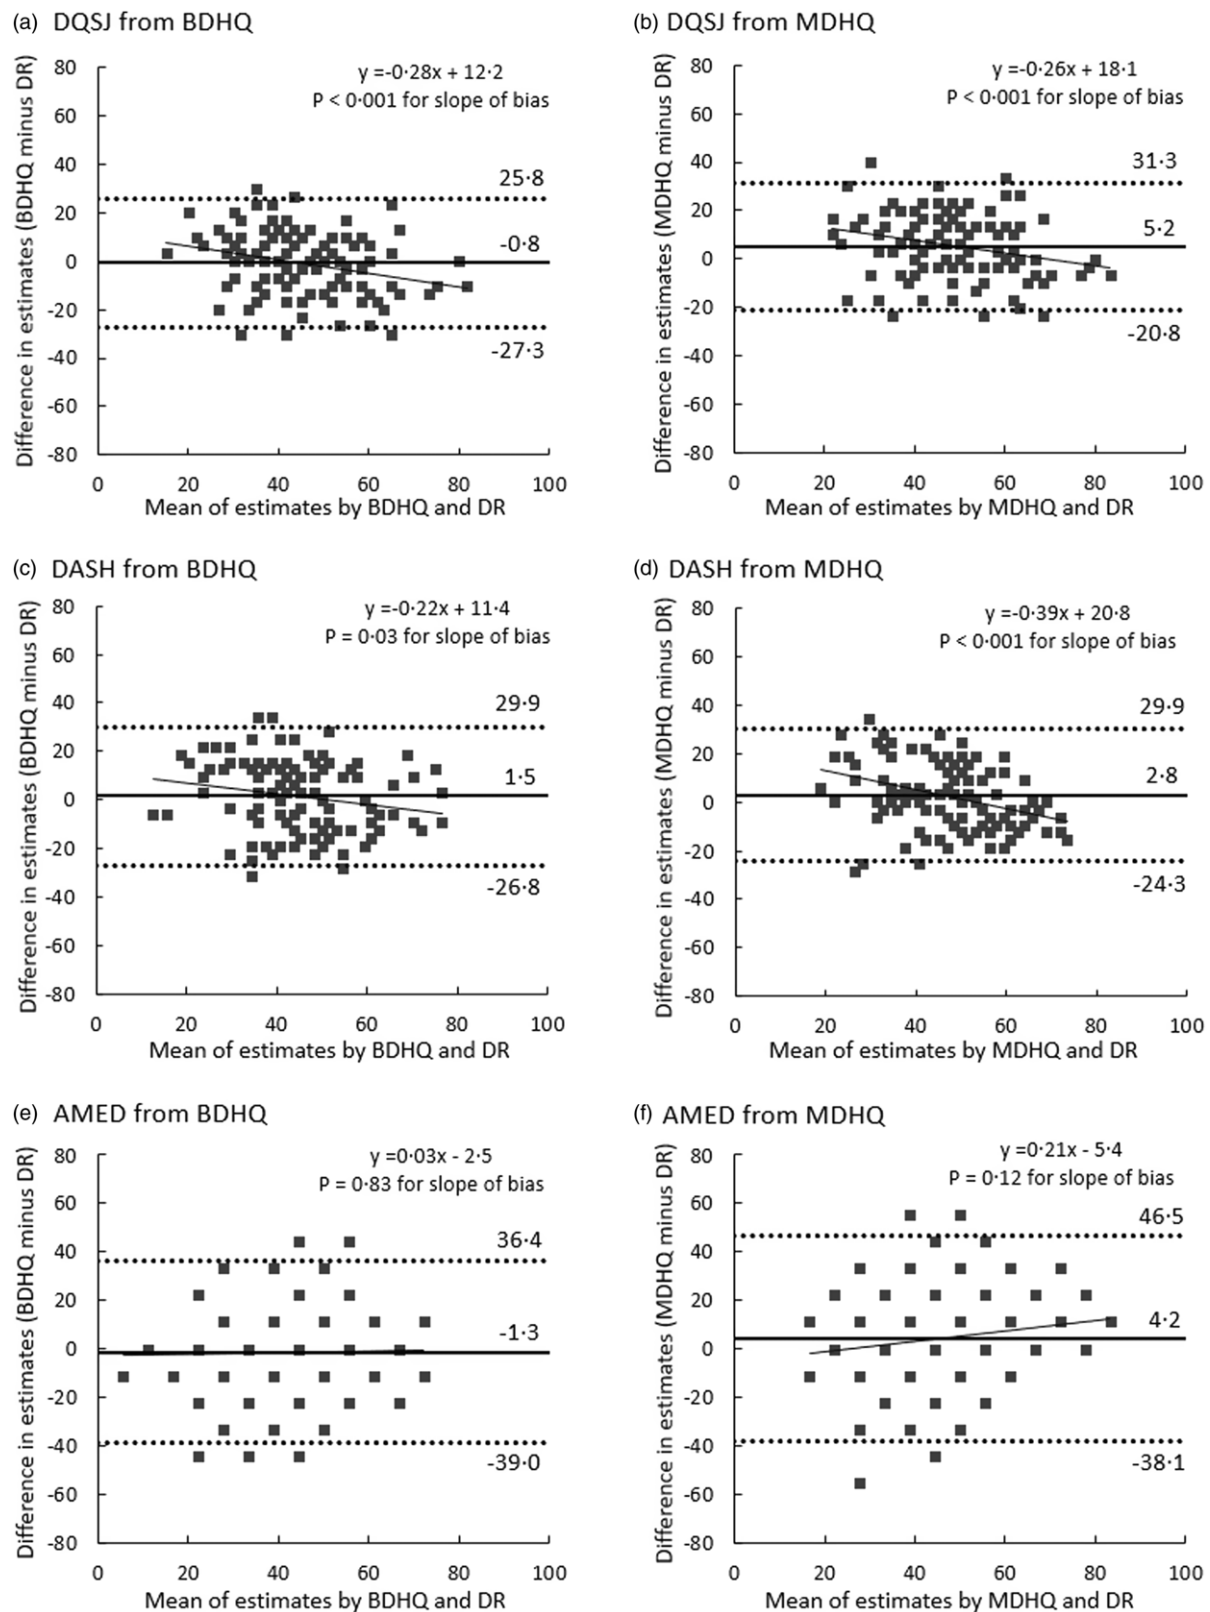 (a) DQSJ from BDHQ
Difference in estimates (BDHQ minus DR)
y =-0·28x + 12·2
P < 0·001 for slope of bias
80
60
40
20
0
-20
-40
-60
-80
25·8
-0·8
-27·3
0 20 40 60 80 100
Mean of estimates by BDHQ and DR
(b) DQSJ from MDHQ
Difference in estimates (MDHQ minus DR)
y =-0·26x + 18·1
P < 0·001 for slope of bias
80
60
40
20
0
-20
-40
-60
-80
31·3
5·2
-20·8
0 20 40 60 80 100
Mean of estimates by MDHQ and DR
(c) DASH from BDHQ
Difference in estimates (BDHQ minus DR)
y =-0·22x + 11·4
P = 0·03 for slope of bias
80
60
40
20
0
-20
-40
-60
-80
29·9
1·5
-26·8
0 20 40 60 80 100
Mean of estimates by BDHQ and DR
(d) DASH from MDHQ
Difference in estimates (MDHQ minus DR)
y =-0·39x + 20·8
P < 0·001 for slope of bias
80
60
40
20
0
-20
-40
-60
-80
29·9
2·8
-24·3
0 20 40 60 80 100
Mean of estimates by MDHQ and DR
(e) AMED from BDHQ
Difference in estimates (BDHQ minus DR)
y =0·03x - 2·5
P = 0·83 for slope of bias
80
60
40
20
0
-20
-40
-60
-80
36·4
-1·3
-39·0
0 20 40 60 80 100
Mean of estimates by BDHQ and DR
(f) AMED from MDHQ
Difference in estimates (MDHQ minus DR)
y =0·21x - 5·4
P = 0·12 for slope of bias
80
60
40
20
0
-20
-40
-60
-80
46·5
4·2
-38·1
0 20 40 60 80 100
Mean of estimates by MDHQ and DR